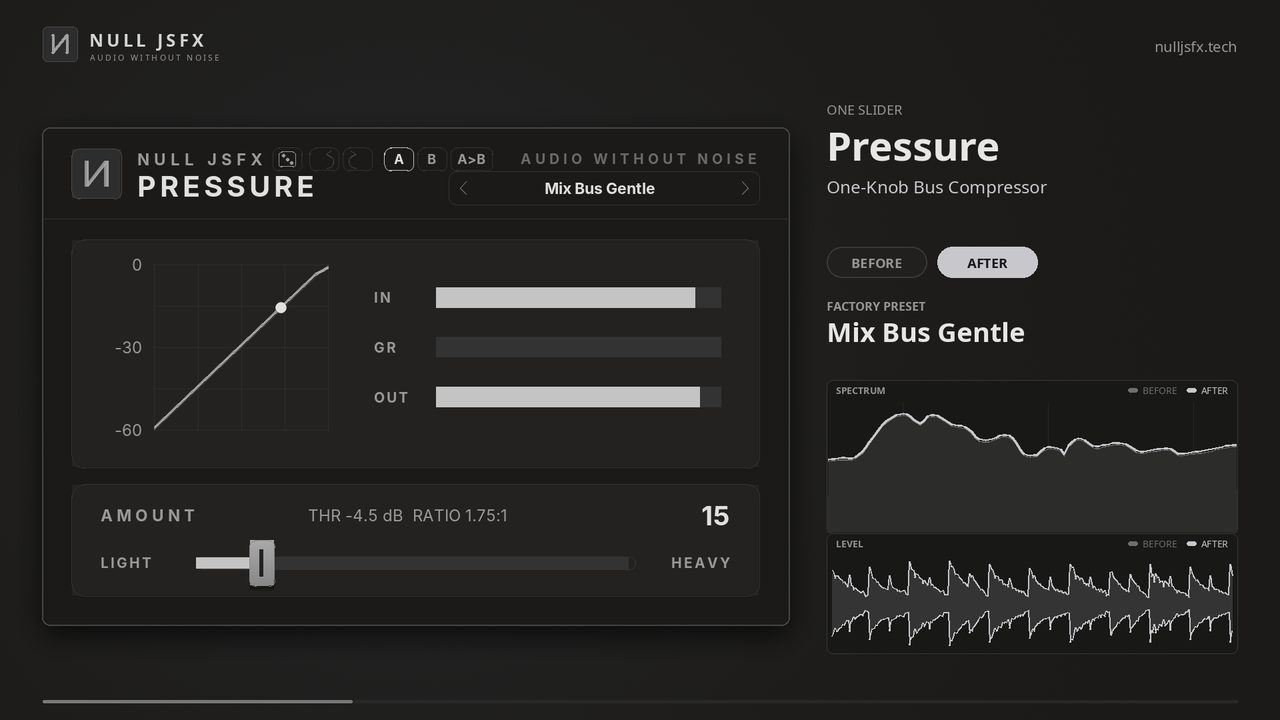 NULL JSFX
AUDIO WITHOUT NOISE
nulljsfx.tech
NULL JSFX
A B A>B
AUDIO WITHOUT NOISE
PRESSURE
Mix Bus Gentle
0
-30
-60
IN
GR
OUT
AMOUNT
THR -4.5 dB RATIO 1.75:1
15
LIGHT
HEAVY
ONE SLIDER
Pressure
One-Knob Bus Compressor
BEFORE
AFTER
FACTORY PRESET
Mix Bus Gentle
SPECTRUM
BEFORE
AFTER
LEVEL
BEFORE
AFTER